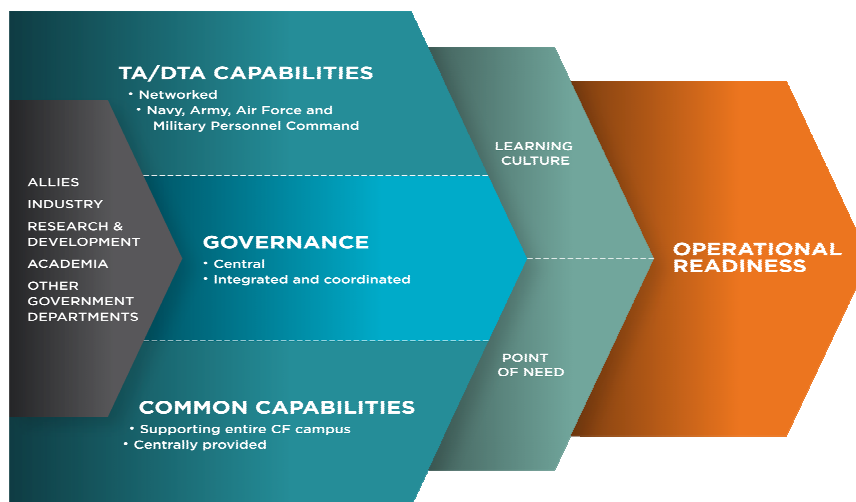 ALLIES
INDUSTRY
RESEARCH &
DEVELOPMENT
ACADEMIA
OTHER
GOVERNMENT
DEPARTMENTS
TA/DTA CAPABILITIES
• Networked
• Navy, Army, Air Force and
Military Personnel Command
GOVERNANCE
• Central
• Integrated and coordinated
COMMON CAPABILITIES
• Supporting entire CF campus
• Centrally provided
LEARNING
CULTURE
POINT
OF NEED
OPERATIONAL
READINESS